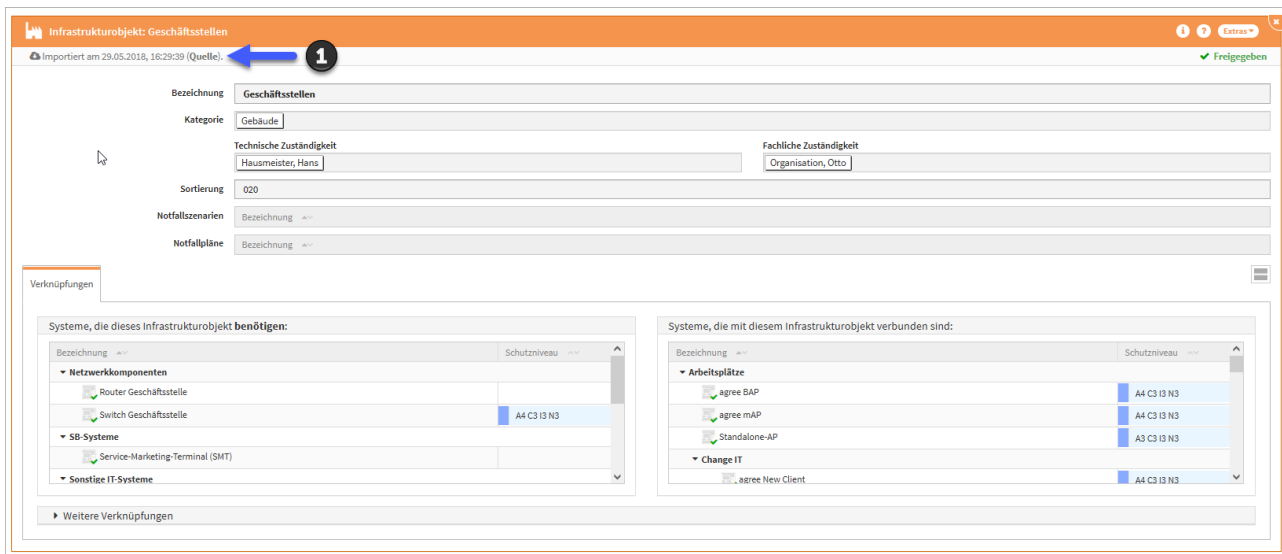 Infrastrukturobjekt: Geschäftsstellen
Extras
Importiert am 29.05.2018, 16:29:39 (Quelle).
1
Freigegeben
Bezeichnung Geschäftsstellen
Kategorie Gebäude
Technische Zuständigkeit Fachliche Zuständigkeit
Hausmeister, Hans Organisation, Otto
Sortierung 020
Notfallszenarien Bezeichnung
Notfallpläne Bezeichnung
Verknüpfungen
Systeme, die dieses Infrastrukturobjekt benötigen:
Bezeichnung Schutzniveau
Netzwerkkomponenten
Router Geschäftsstelle
Switch Geschäftsstelle A4 C3 I3 N3
SB-Systeme
Service-Marketing-Terminal (SMT)
Sonstige IT-Systeme
Systeme, die mit diesem Infrastrukturobjekt verbunden sind:
Bezeichnung Schutzniveau
Arbeitsplätze
agree BAP A4 C3 I3 N3
agree mAP A4 C3 I3 N3
Standalone-AP A3 C3 I3 N3
Change IT
agree New Client A4 C3 I3 N3
Weitere Verknüpfungen